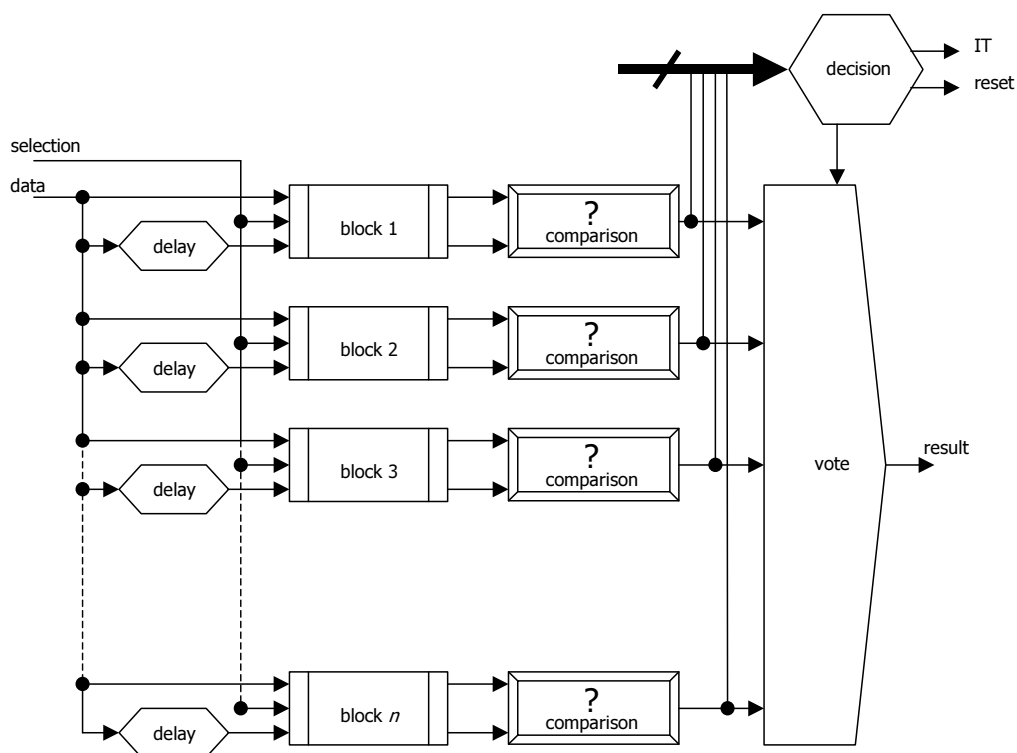 IT
decision
reset
selection
data
delay
block 1
?
comparison
delay
block 2
?
comparison
delay
block 3
?
comparison
vote
result
delay
block n
?
comparison